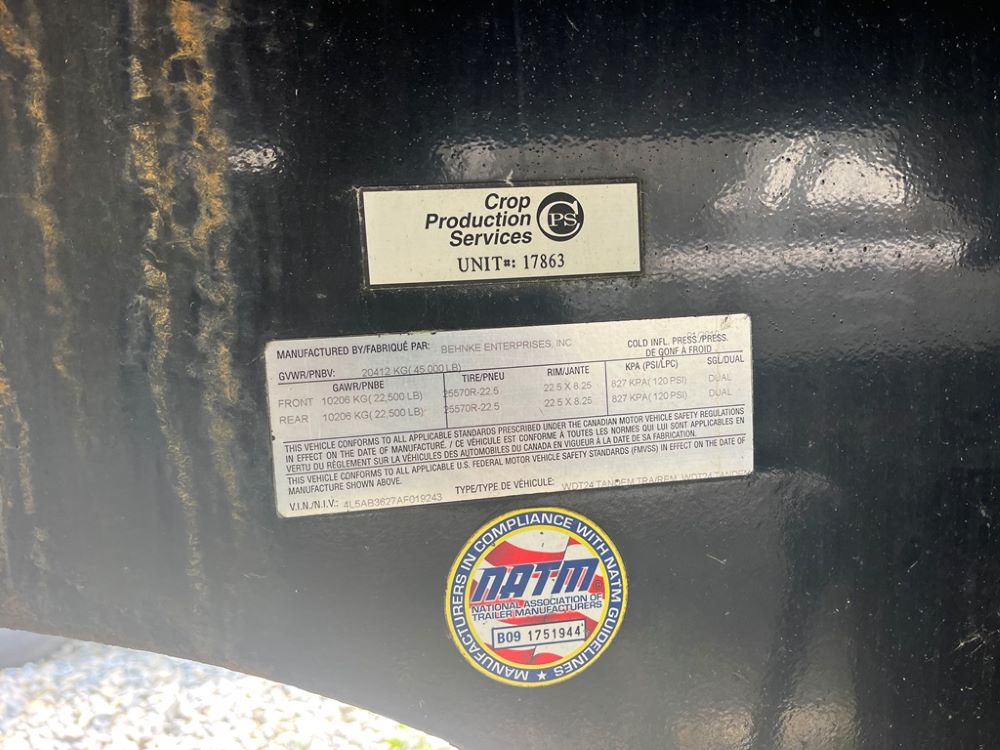 Crop
Production
Services
CPS
UNIT#: 17863
MANUFACTURED BY/FABRIQUÉ PAR: BEHNKE ENTERPRISES, INC
COLD INFL. PRESS./PRESS.
DE GONF A FROID
GVWR/PNBV: 20412 KG( 45,000 LB)
GAWR/PNBE TIRE/PNEU RIM/JANTE KPA (PSI/LPC) SGL/DUAL
FRONT 10206 KG( 22,500 LB) 25570R-22.5 22.5 X 8.25 827 KPA( 120 PSI) DUAL
REAR 10206 KG( 22,500 LB) 25570R-22.5 22.5 X 8.25 827 KPA( 120 PSI) DUAL
THIS VEHICLE CONFORMS TO ALL APPLICABLE STANDARDS PRESCRIBED UNDER THE CANADIAN MOTOR VEHICLE SAFETY REGULATIONS
IN EFFECT ON THE DATE OF MANUFACTURE. / CE VÉHICULE EST CONFORME À TOUTES LES NORMES QUI LUI SONT APPLICABLES EN
VERTU DU RÈGLEMENT SUR LA VÉHICULES DES AUTOMOBILES DU CANADA EN VIGUEUR À LA DATE DE SA FABRICATION.
THIS VEHICLE CONFORMS TO ALL APPLICABLE U.S. FEDERAL MOTOR VEHICLE SAFETY STANDARDS (FMVSS) IN EFFECT ON THE DATE OF
MANUFACTURE SHOWN ABOVE.
V.I.N./N.I.V.: 4L5AB3627AF019243 TYPE/TYPE DE VÉHICULE: WDT24 TANDEM TRA/REM WDT24 TANDEM
MANUFACTURERS IN COMPLIANCE WITH NATM GUIDELINES
NATM
NATIONAL ASSOCIATION OF
TRAILER MANUFACTURERS
B09 1751944